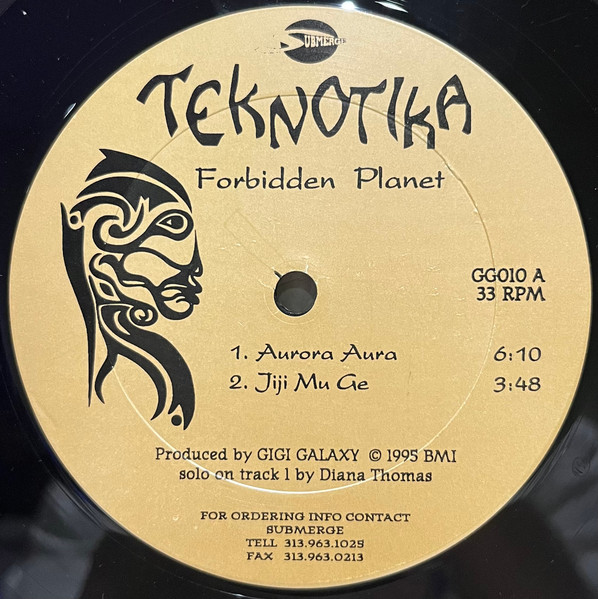 SUBMERGE
TEKNOTIKA
Forbidden Planet
GG010 A
33 RPM
1. Aurora Aura 6:10
2. Jiji Mu Ge 3:48
Produced by GIGI GALAXY © 1995 BMI
solo on track 1 by Diana Thomas
FOR ORDERING INFO CONTACT
SUBMERGE
TELL 313.963.1025
FAX 313.963.0213